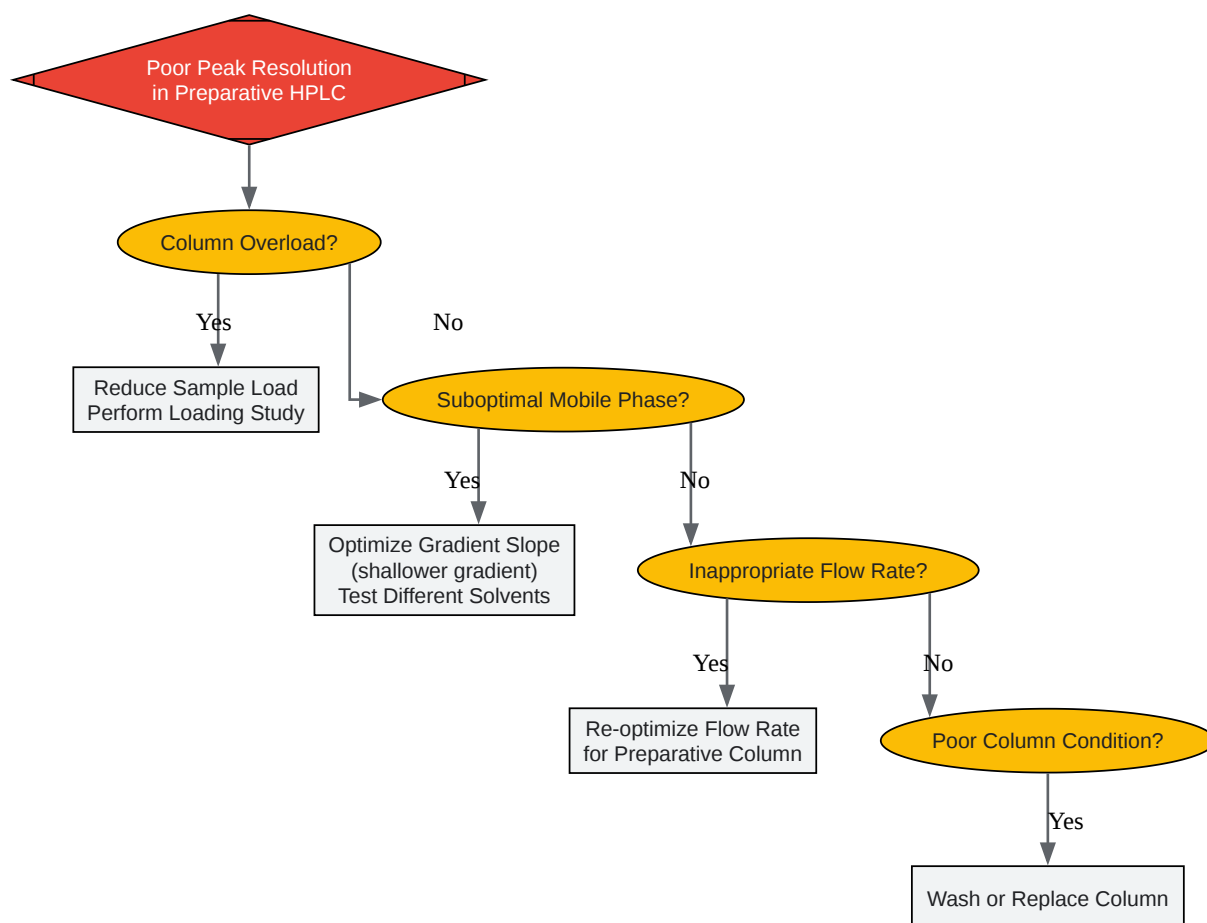 Poor Peak Resolution
in Preparative HPLC
Column Overload?
Yes
No
Reduce Sample Load
Perform Loading Study
Suboptimal Mobile Phase?
Yes
No
Optimize Gradient Slope
(shallower gradient)
Test Different Solvents
Inappropriate Flow Rate?
Yes
No
Re-optimize Flow Rate
for Preparative Column
Poor Column Condition?
Yes
Wash or Replace Column